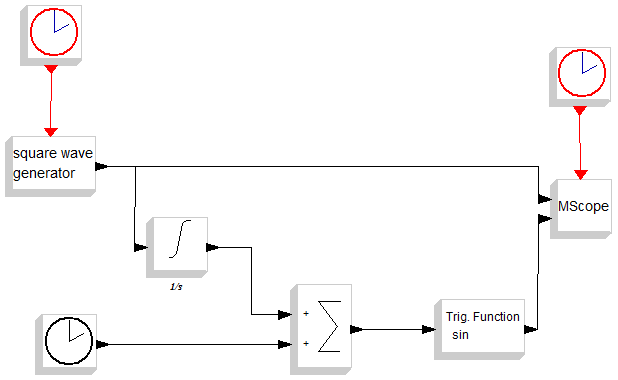 square wave
generator
MScope
1/s
+
+
Trig. Function
sin